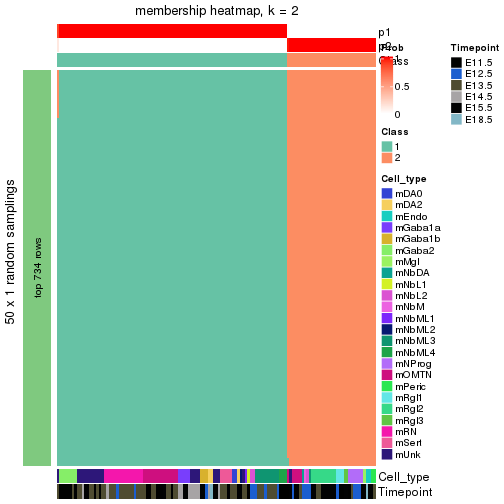 membership heatmap, k = 2
p1
p2
Class
50 x 1 random samplings
top 734 rows
Prob
1
0.5
0
Class
1
2
Cell_type
mDA0
mDA2
mEndo
mGaba1a
mGaba1b
mGaba2
mMgl
mNbDA
mNbL1
mNbL2
mNbM
mNbML1
mNbML2
mNbML3
mNbML4
mNProg
mOMTN
mPeric
mRgl1
mRgl2
mRgl3
mRN
mSert
mUnk
Timepoint
E11.5
E12.5
E13.5
E14.5
E15.5
E18.5
Cell_type
Timepoint